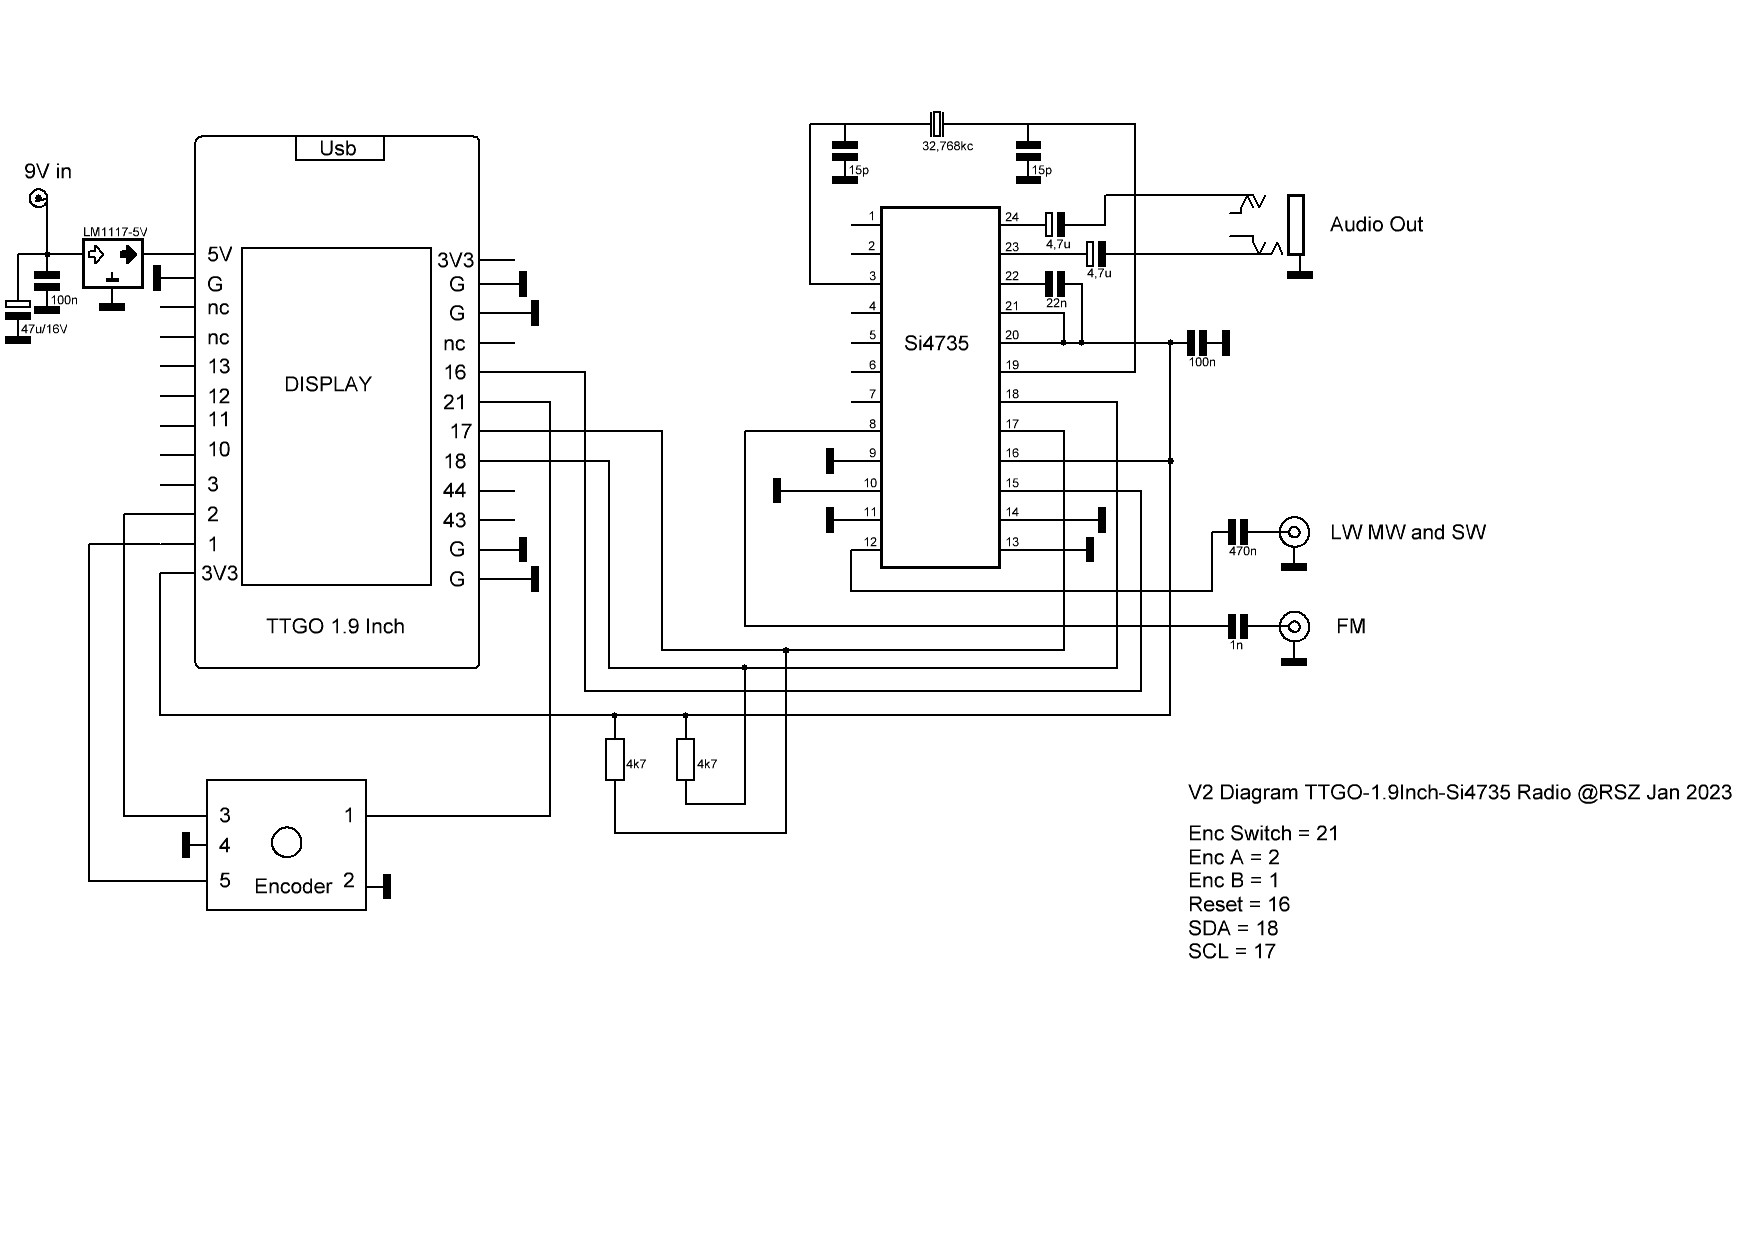 Usb
9V in
LM1117-5V
100n
47u/16V
5V
G
nc
nc
13
12
11
10
3
2
1
3V3
DISPLAY
TTGO 1.9 Inch
3V3
G
G
nc
16
21
17
18
44
43
G
G
3
4
5
Encoder
1
2
4k7
4k7
32,768kc
15p
15p
1
2
3
4
5
6
7
8
9
10
11
12
Si4735
24
23
22
21
20
19
18
17
16
15
14
13
4,7u
4,7u
22n
100n
Audio Out
470n
LW MW and SW
1n
FM
V2 Diagram TTGO-1.9Inch-Si4735 Radio @RSZ Jan 2023
Enc Switch = 21
Enc A = 2
Enc B = 1
Reset = 16
SDA = 18
SCL = 17